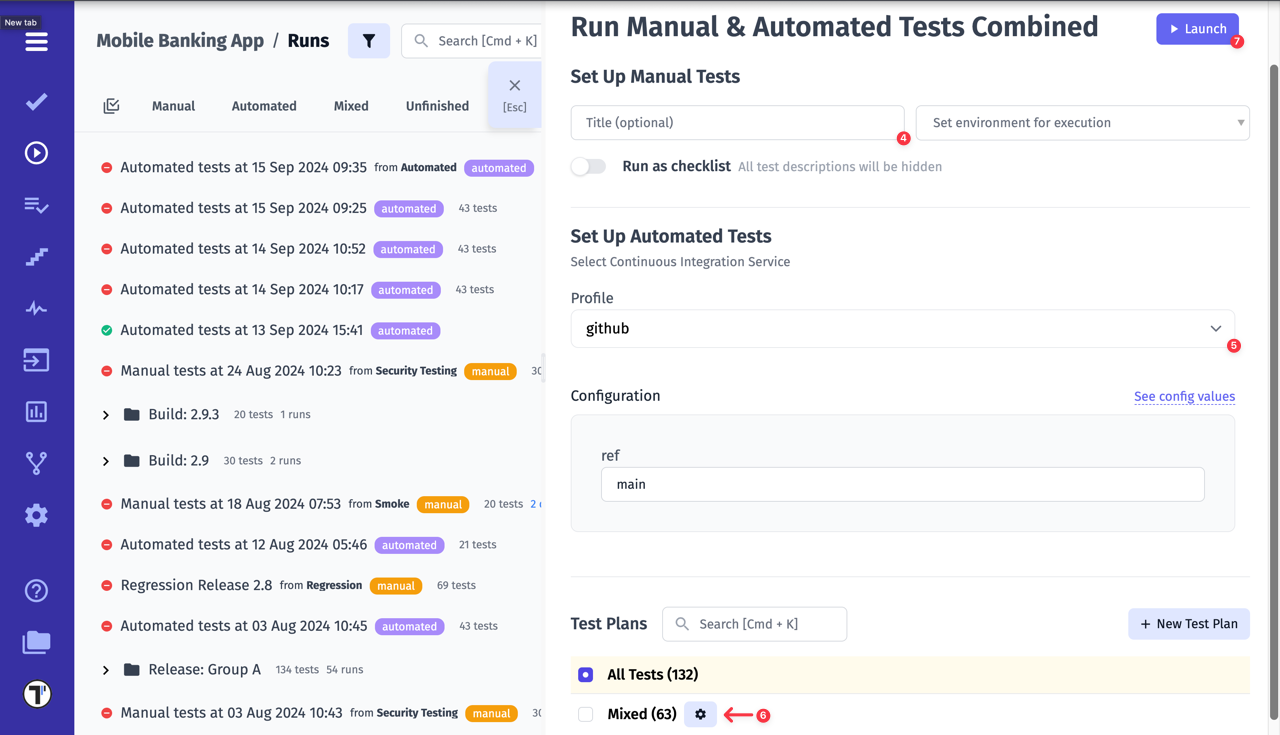 New tab
Mobile Banking App / Runs
Search [Cmd + K]
Manual Automated Mixed Unfinished
[Esc]
Automated tests at 15 Sep 2024 09:35 from Automated automated
Automated tests at 15 Sep 2024 09:25 automated 43 tests
Automated tests at 14 Sep 2024 10:52 automated 43 tests
Automated tests at 14 Sep 2024 10:17 automated 43 tests
Automated tests at 13 Sep 2024 15:41 automated
Manual tests at 24 Aug 2024 10:23 from Security Testing manual 30
Build: 2.9.3 20 tests 1 runs
Build: 2.9 30 tests 2 runs
Manual tests at 18 Aug 2024 07:53 from Smoke manual 20 tests 2
Automated tests at 12 Aug 2024 05:46 automated 21 tests
Regression Release 2.8 from Regression manual 69 tests
Automated tests at 03 Aug 2024 10:45 automated 43 tests
Release: Group A 134 tests 54 runs
Manual tests at 03 Aug 2024 10:43 from Security Testing manual 30
Run Manual & Automated Tests Combined
Launch
7
Set Up Manual Tests
Title (optional)
4
Set environment for execution
Run as checklist All test descriptions will be hidden
Set Up Automated Tests
Select Continuous Integration Service
Profile
github
5
Configuration
See config values
ref
main
Test Plans
Search [Cmd + K]
+ New Test Plan
All Tests (132)
Mixed (63)
6